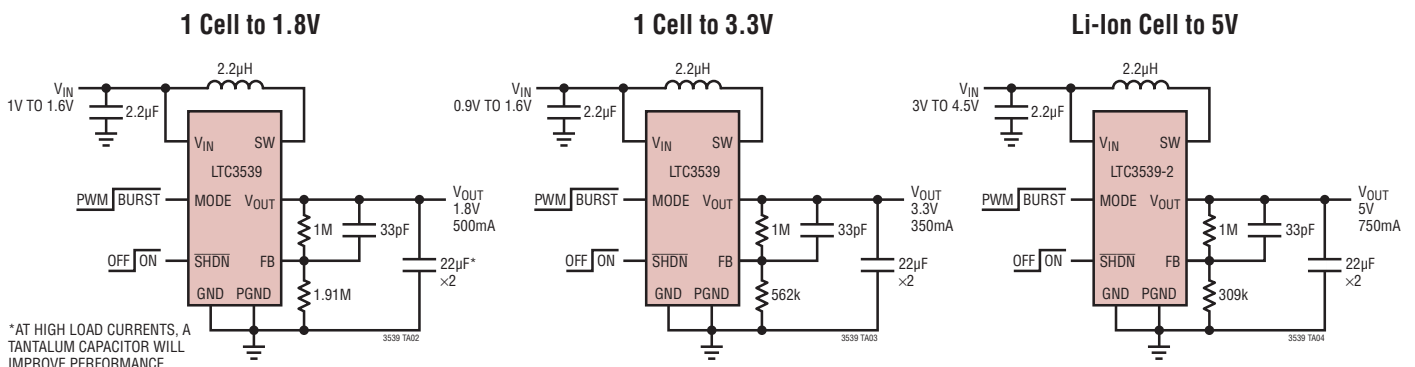 1 Cell to 1.8V
2.2µH
VIN
1V TO 1.6V
2.2µF
VIN
SW
LTC3539
PWM
BURST
MODE
VOUT
VOUT
1.8V
500mA
1M
33pF
OFF
ON
SHDN
FB
22µF*
×2
GND
PGND
1.91M
*AT HIGH LOAD CURRENTS, A
TANTALUM CAPACITOR WILL
IMPROVE PERFORMANCE
3539 TA02
1 Cell to 3.3V
2.2µH
VIN
0.9V TO 1.6V
2.2µF
VIN
SW
LTC3539
PWM
BURST
MODE
VOUT
VOUT
3.3V
350mA
1M
33pF
OFF
ON
SHDN
FB
22µF
×2
GND
PGND
562k
3539 TA03
Li-Ion Cell to 5V
2.2µH
VIN
3V TO 4.5V
2.2µF
VIN
SW
LTC3539-2
PWM
BURST
MODE
VOUT
VOUT
5V
750mA
1M
33pF
OFF
ON
SHDN
FB
22µF
×2
GND
PGND
309k
3539 TA04